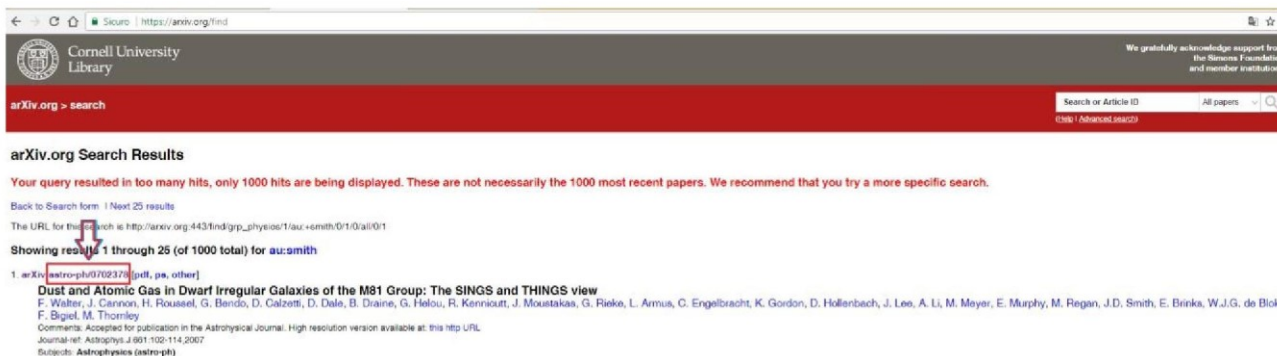 Sicuro | https://arxiv.org/find
Cornell University
Library
We gratefully acknowledge support fro
the Simons Foundatio
and member institution
arXiv.org > search
Search or Article ID
All papers
(Help | Advanced search)
arXiv.org Search Results
Your query resulted in too many hits, only 1000 hits are being displayed. These are not necessarily the 1000 most recent papers. We recommend that you try a more specific search.
Back to Search form | Next 25 results
The URL for this search is http://arxiv.org:443/find/grp_physics/1/au:+smith/0/1/0/all/0/1
Showing results 1 through 25 (of 1000 total) for au:smith
1. arXiv:astro-ph/0702378 [pdf, ps, other]
Dust and Atomic Gas in Dwarf Irregular Galaxies of the M81 Group: The SINGS and THINGS view
F. Walter, J. Cannon, H. Roussel, G. Bendo, D. Calzetti, D. Dale, B. Draine, G. Helou, R. Kennicutt, J. Moustakas, G. Rieke, L. Armus, C. Engelbracht, K. Gordon, D. Hollenbach, J. Lee, A. Li, M. Meyer, E. Murphy, M. Regan, J.D. Smith, E. Brinks, W.J.G. de Blok
F. Bigiel, M. Thornley
Comments: Accepted for publication in the Astrophysical Journal. High resolution version available at: this http URL
Journal-ref: Astrophys.J.661:102-114,2007
Subjects: Astrophysics (astro-ph)